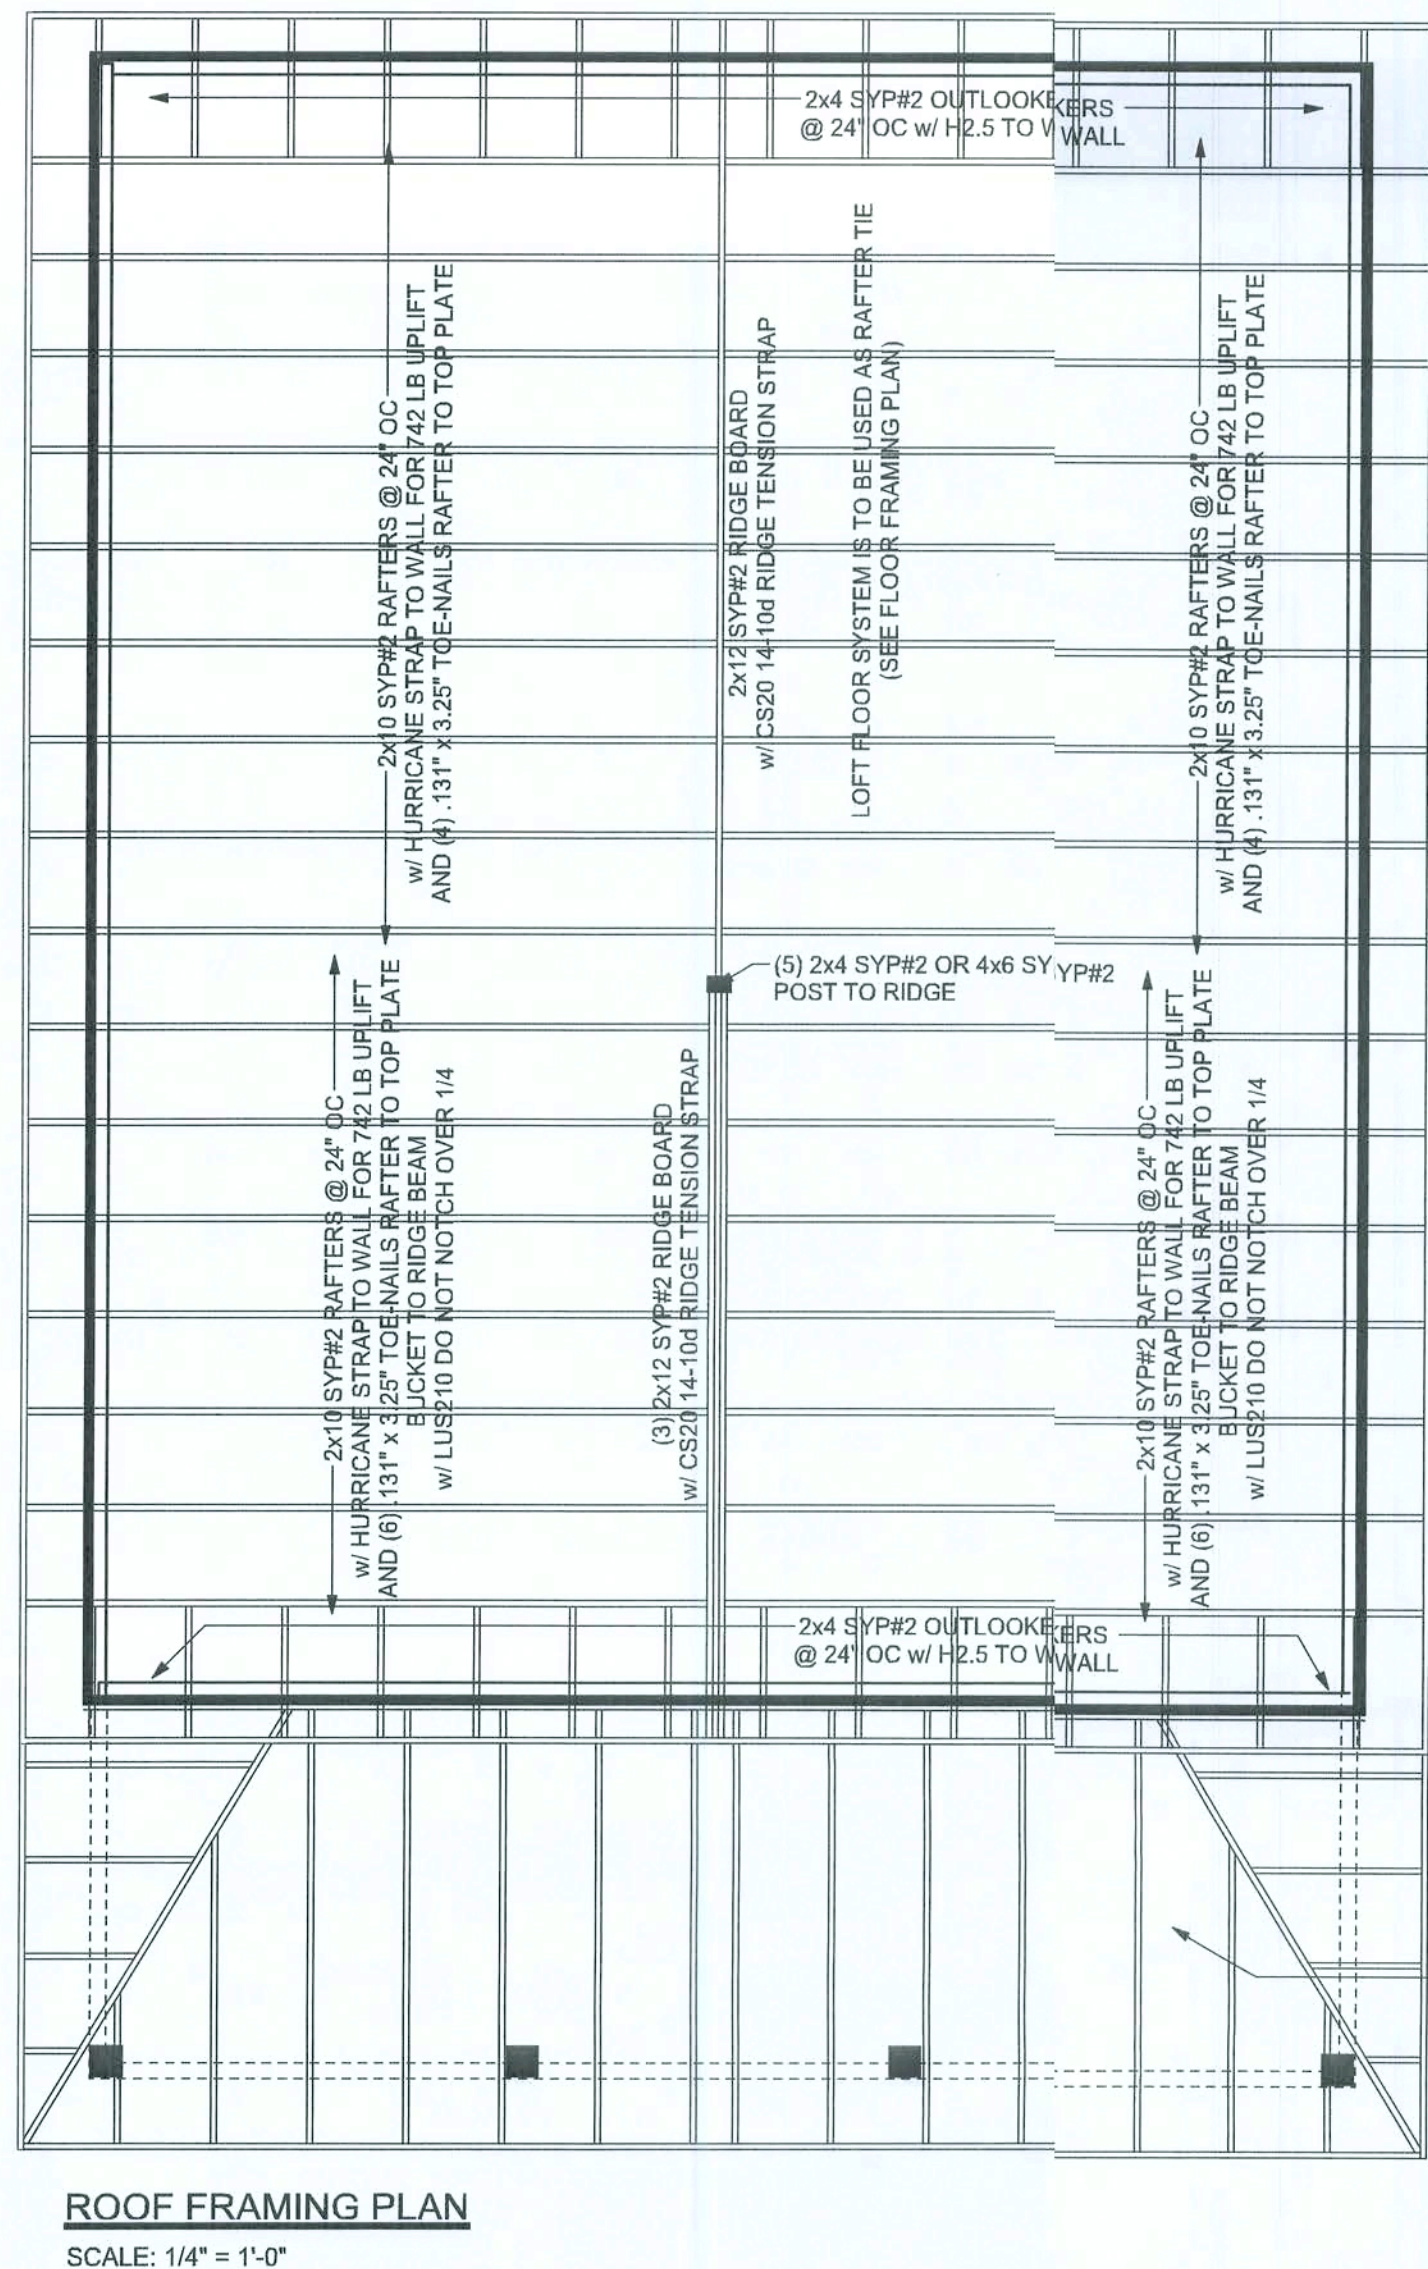 2x4 SYP#2 OUTLOOKEKERS
@ 24" OC w/ H2.5 TO WWALL
2x10 SYP#2 RAFTERS @ 24" OC
w/ HURRICANE STRAP TO WALL FOR 742 LB UPLIFT
AND (4) .131" x 3.25" TOE-NAILS RAFTER TO TOP PLATE
2x12 SYP#2 RIDGE BOARD
w/ CS20 14-10d RIDGE TENSION STRAP
LOFT FLOOR SYSTEM IS TO BE USED AS RAFTER TIE
(SEE FLOOR FRAMING PLAN)
2x10 SYP#2 RAFTERS @ 24" OC
w/ HURRICANE STRAP TO WALL FOR 742 LB UPLIFT
AND (4) .131" x 3.25" TOE-NAILS RAFTER TO TOP PLATE
(5) 2x4 SYP#2 OR 4x6 SYYP#2
POST TO RIDGE
2x10 SYP#2 RAFTERS @ 24" OC
w/ HURRICANE STRAP TO WALL FOR 742 LB UPLIFT
AND (6) .131" x 3.25" TOE-NAILS RAFTER TO TOP PLATE
BUCKET TO RIDGE BEAM
w/ LUS210 DO NOT NOTCH OVER 1/4
(3) 2x12 SYP#2 RIDGE BOARD
w/ CS20 14-10d RIDGE TENSION STRAP
2x10 SYP#2 RAFTERS @ 24" OC
w/ HURRICANE STRAP TO WALL FOR 742 LB UPLIFT
AND (6) .131" x 3.25" TOE-NAILS RAFTER TO TOP PLATE
BUCKET TO RIDGE BEAM
w/ LUS210 DO NOT NOTCH OVER 1/4
2x4 SYP#2 OUTLOOKEKERS
@ 24" OC w/ H2.5 TO WWALL
ROOF FRAMING PLAN
SCALE: 1/4" = 1'-0"